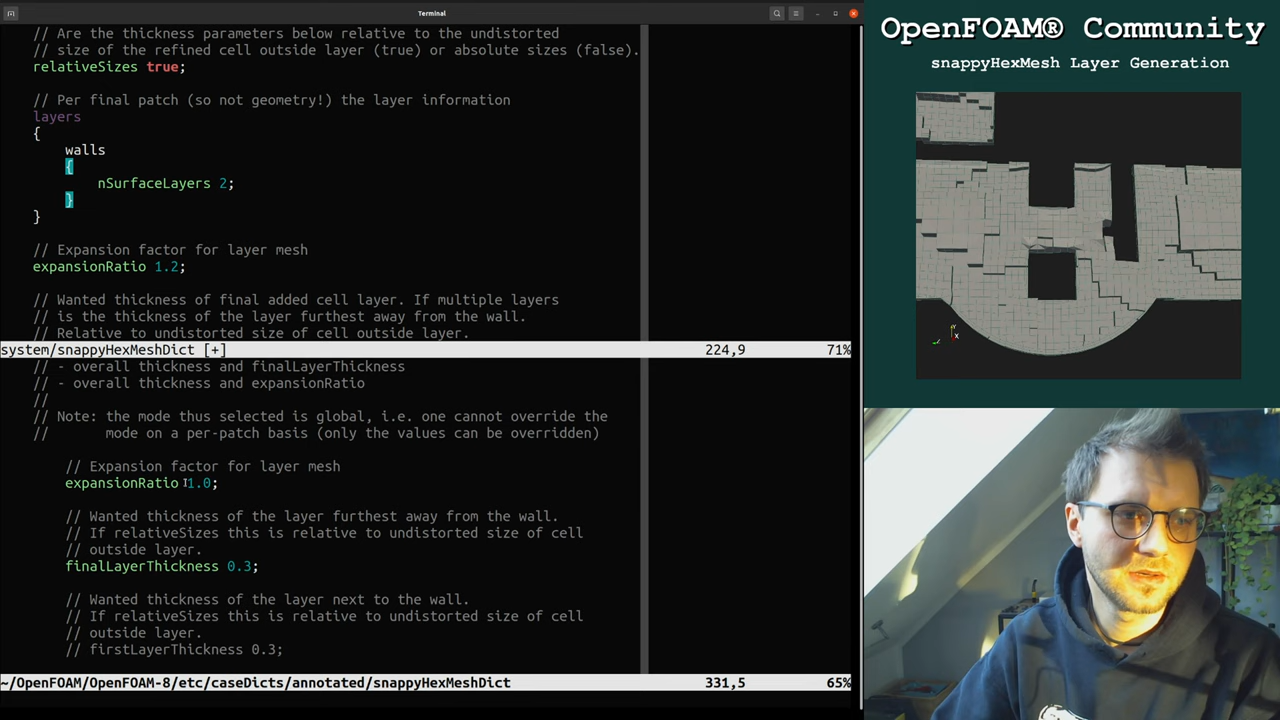 Terminal
// Are the thickness parameters below relative to the undistorted
// size of the refined cell outside layer (true) or absolute sizes (false).
relativeSizes true;
// Per final patch (so not geometry!) the layer information
layers
{
walls
{
nSurfaceLayers 2;
}
}
// Expansion factor for layer mesh
expansionRatio 1.2;
// Wanted thickness of final added cell layer. If multiple layers
// is the thickness of the layer furthest away from the wall.
// Relative to undistorted size of cell outside layer.
system/snappyHexMeshDict [+] 224,9 71%
// - overall thickness and finalLayerThickness
// - overall thickness and expansionRatio
//
// Note: the mode thus selected is global, i.e. one cannot override the
// mode on a per-patch basis (only the values can be overridden)
// Expansion factor for layer mesh
expansionRatio 1.0;
// Wanted thickness of the layer furthest away from the wall.
// If relativeSizes this is relative to undistorted size of cell
// outside layer.
finalLayerThickness 0.3;
// Wanted thickness of the layer next to the wall.
// If relativeSizes this is relative to undistorted size of cell
// outside layer.
// firstLayerThickness 0.3;
~/OpenFOAM/OpenFOAM-8/etc/caseDicts/annotated/snappyHexMeshDict 331,5 65%
OpenFOAM® Community
snappyHexMesh Layer Generation
Y
X